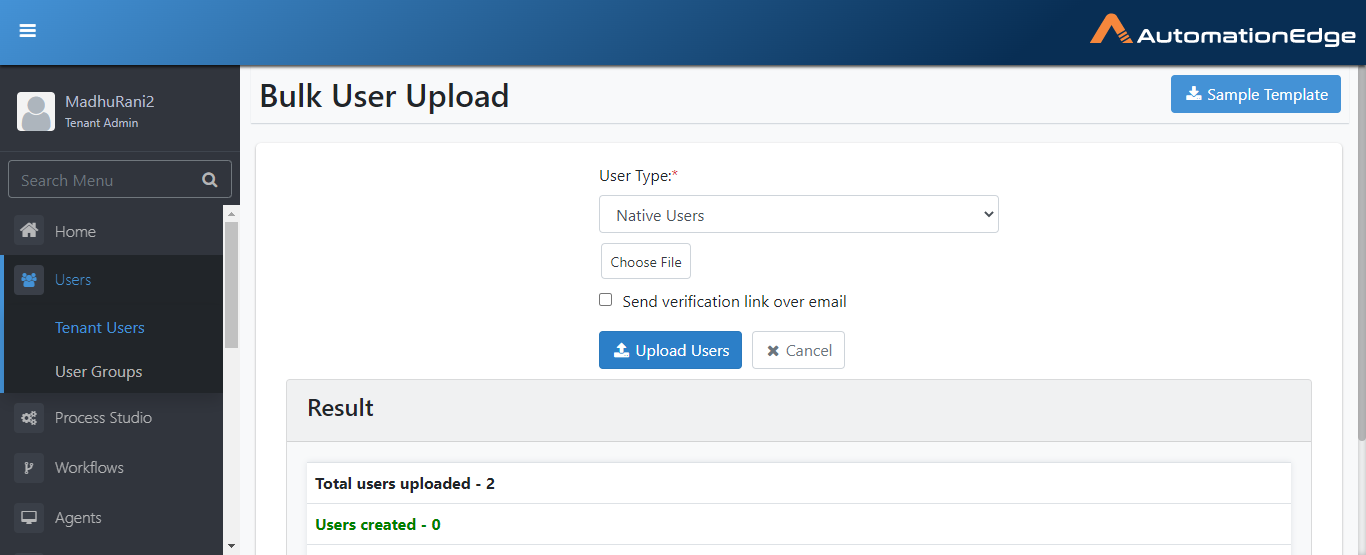 AutomationEdge
MadhuRani2
Tenant Admin
Search Menu
Home
Users
Tenant Users
User Groups
Process Studio
Workflows
Agents
Bulk User Upload
Sample Template
User Type:*
Native Users
Choose File
Send verification link over email
Upload Users
Cancel
Result
Total users uploaded - 2
Users created - 0